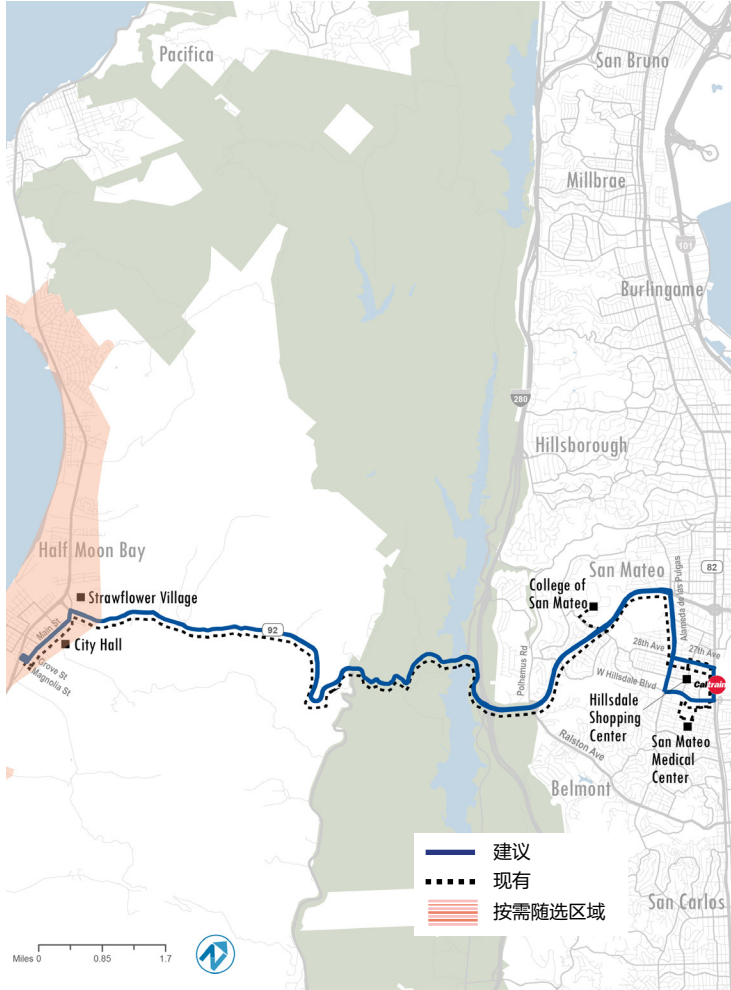 Pacifica
San Bruno
Millbrae
101
Burlingame
280
Hillsborough
Half Moon Bay
Strawflower Village
Main St
City Hall
Grove St
Magnolia St
92
College of
San Mateo
San Mateo
82
Alameda de las Pulgas
28th Ave
27th Ave
Polhemus Rd
W Hillsdale Blvd
Caltrain
Hillsdale
Shopping
Center
San Mateo
Medical
Center
Ralston Ave
Belmont
San Carlos
建议
现有
按需随选区域
Miles 0 0.85 1.7